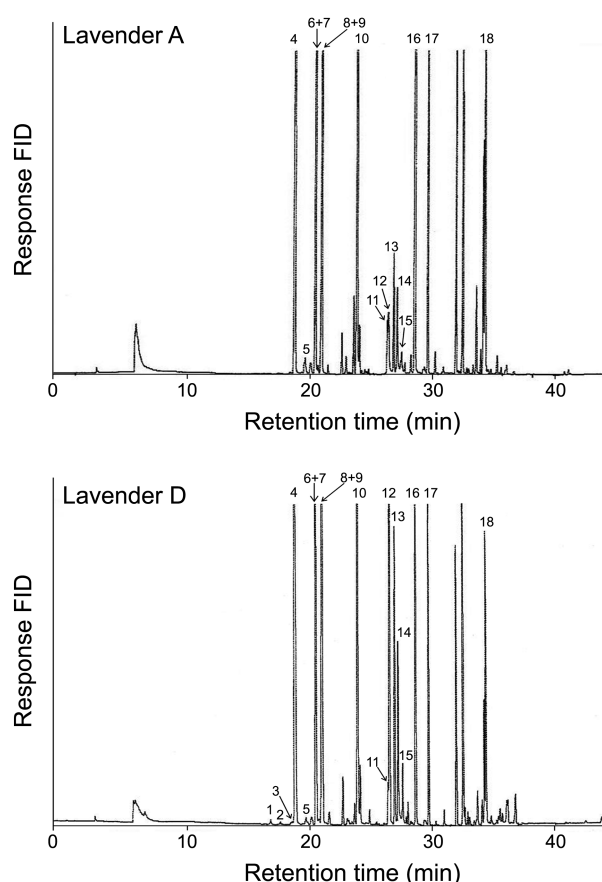 Lavender A
6+7 8+9
4 10 16 17 18
13
12 14
11
15
5
Response FID
0 10 20 30 40
Retention time (min)
Lavender D
6+7 8+9
4 10 12 16 17
13 18
14
11 15
3
1 2 5
Response FID
0 10 20 30 40
Retention time (min)